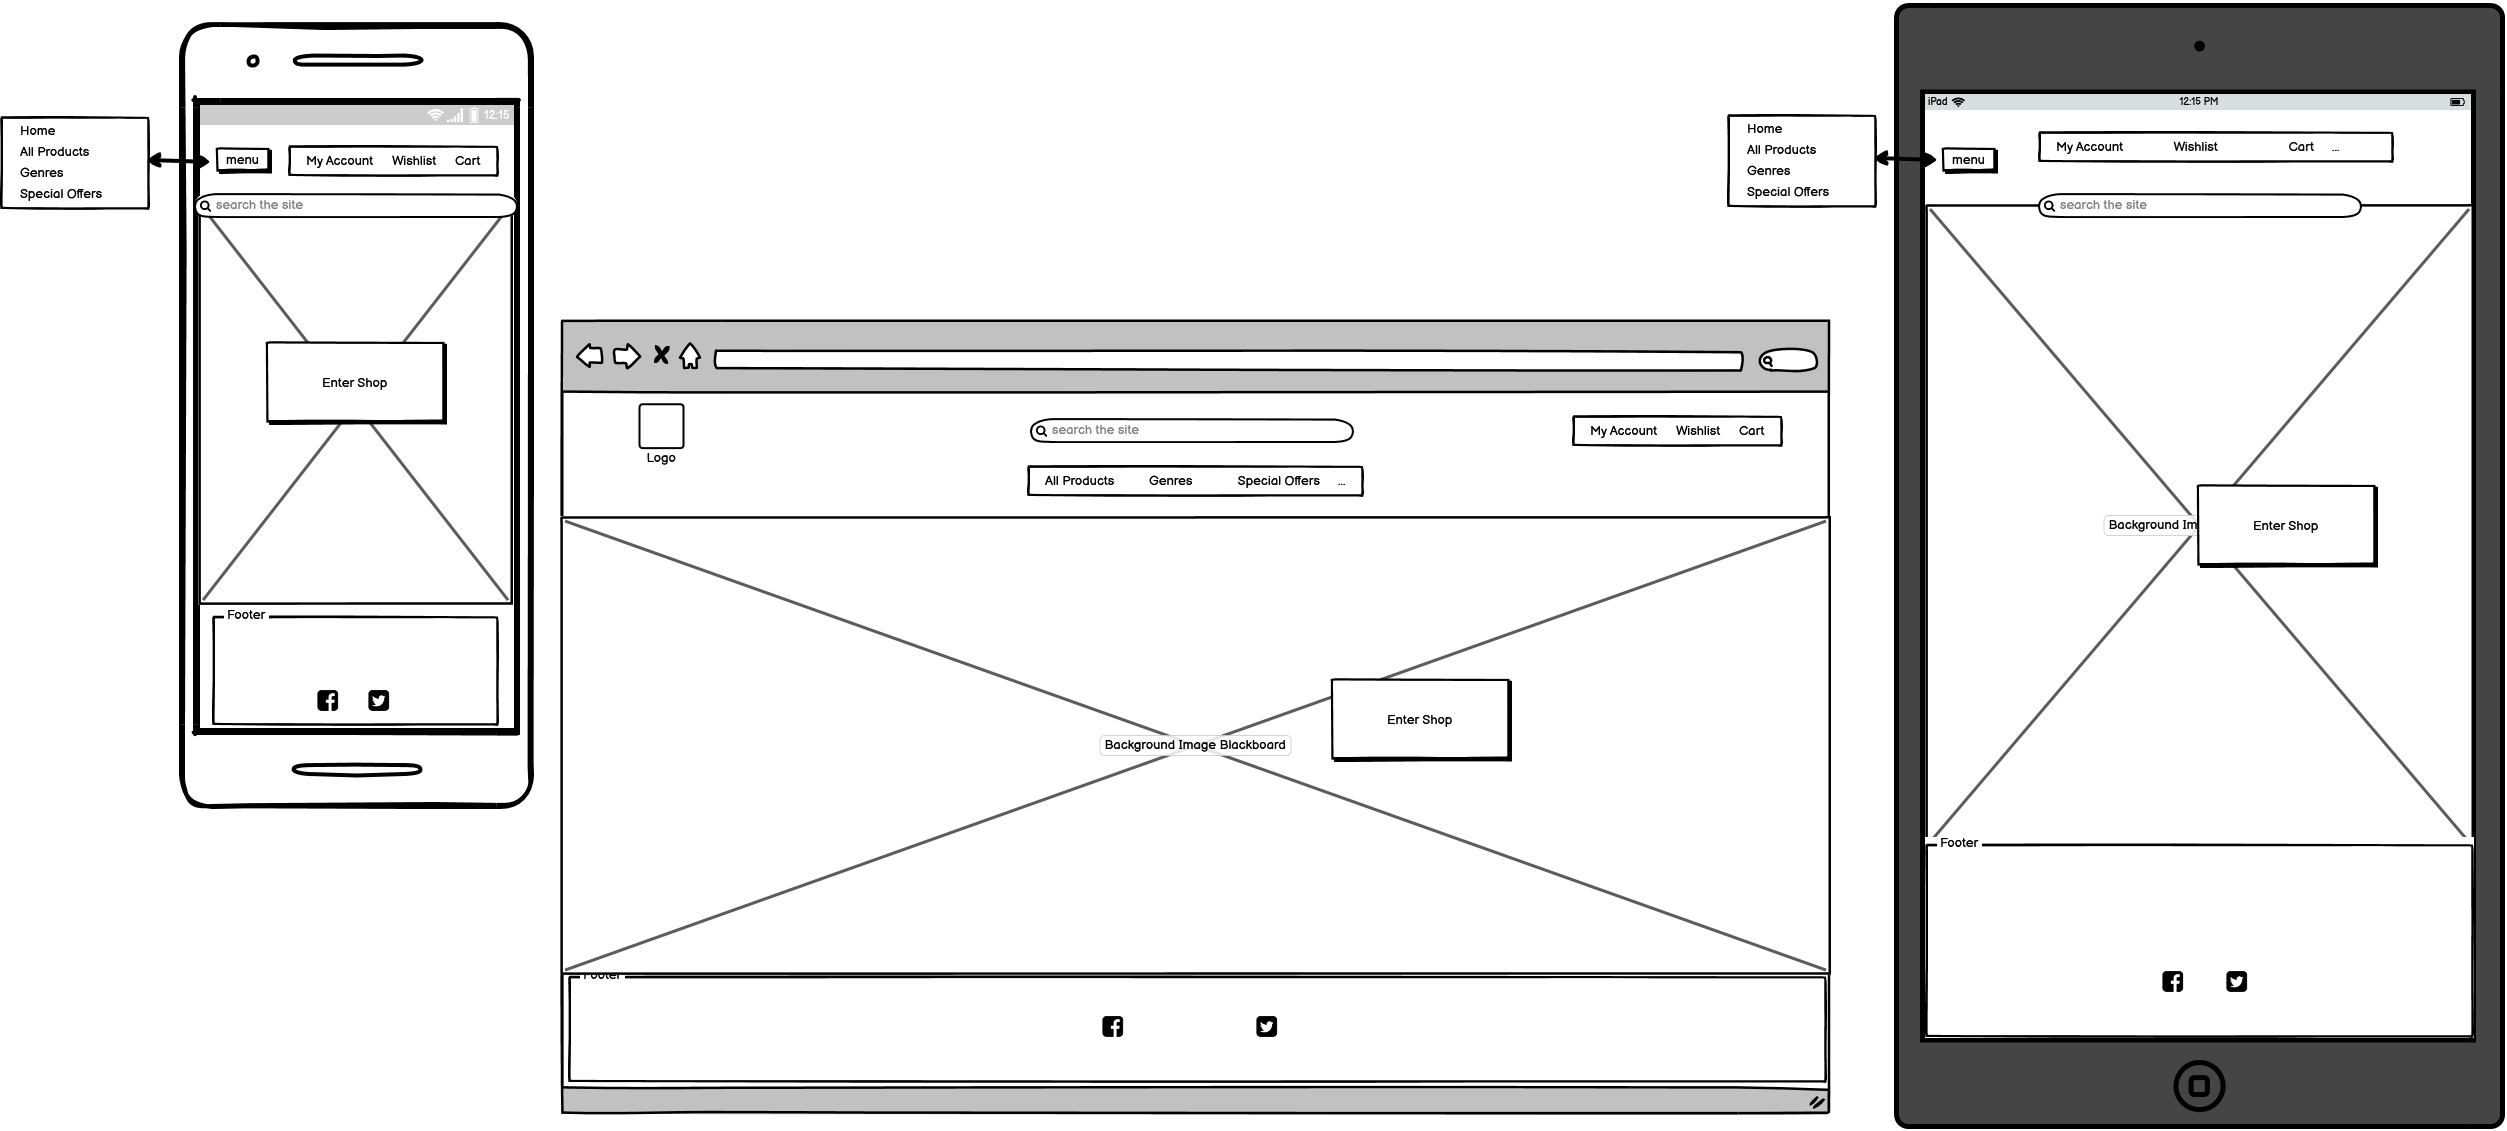 12:15
Home
All Products
Genres
Special Offers
menu
My Account Wishlist Cart
search the site
Enter Shop
Footer
Logo
search the site
My Account Wishlist Cart
All Products Genres Special Offers ...
Enter Shop
Background Image Blackboard
Footer
iPad 12:15 PM
Home
All Products
Genres
Special Offers
menu
My Account Wishlist Cart ...
search the site
Background Im
Enter Shop
Footer